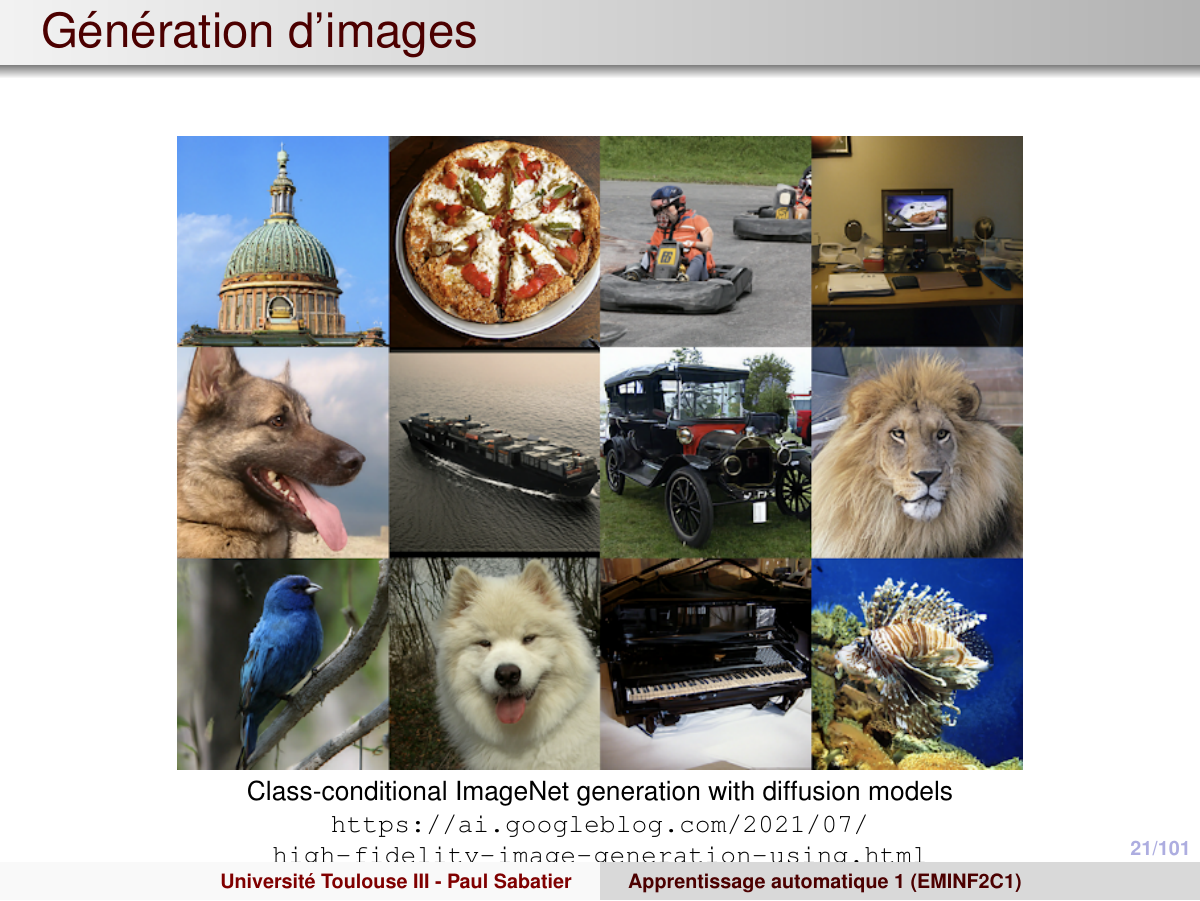 Génération d'images
Class-conditional ImageNet generation with diffusion models
https://ai.googleblog.com/2021/07/
high-fidelity-image-generation-using.html
21/101
Université Toulouse III - Paul Sabatier
Apprentissage automatique 1 (EMINF2C1)